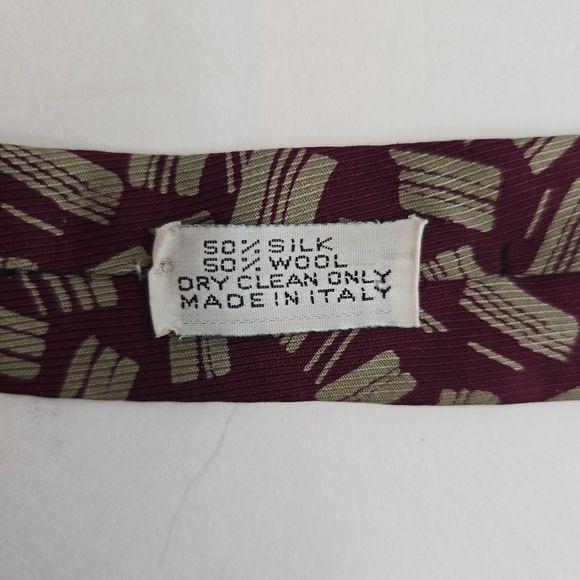 50% SILK
50% WOOL
DRY CLEAN ONLY
MADE IN ITALY